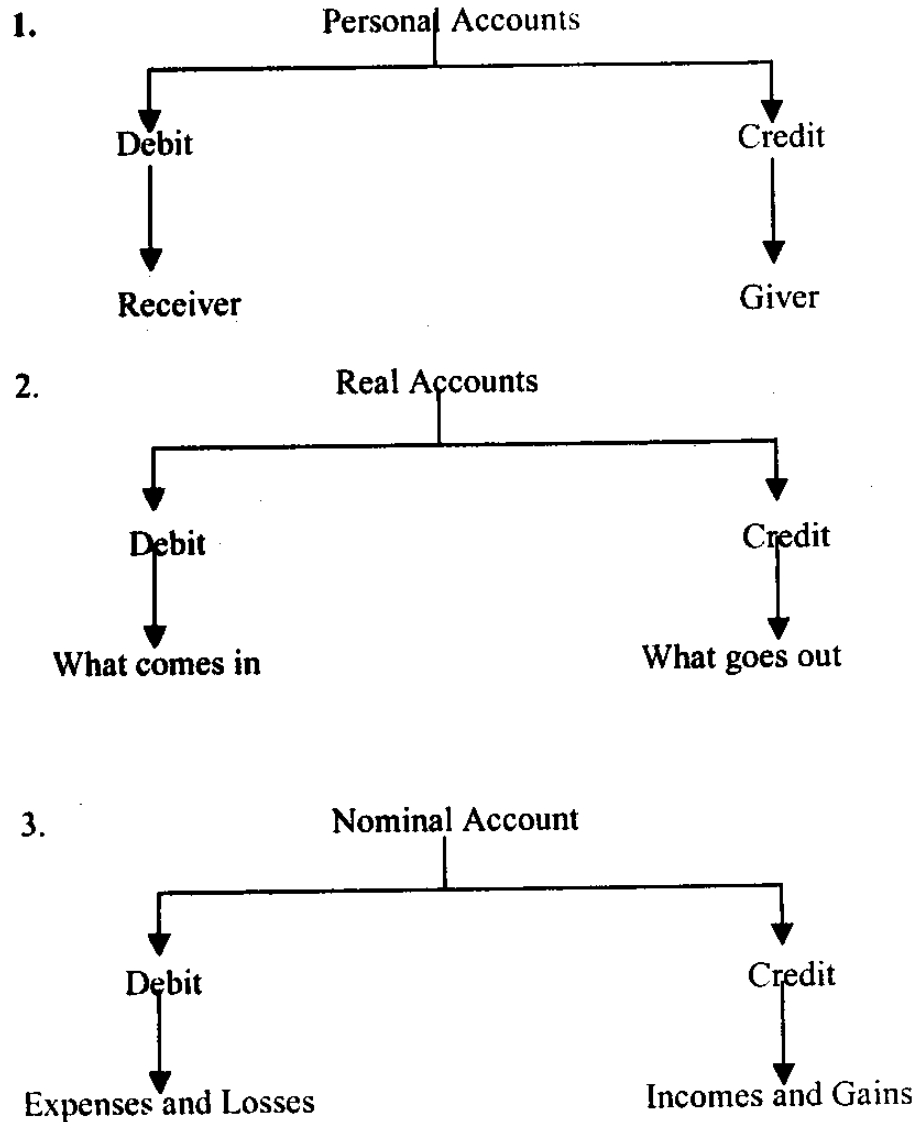 1. Personal Accounts
Debit Credit
Receiver Giver
2. Real Accounts
Debit Credit
What comes in What goes out
3. Nominal Account
Debit Credit
Expenses and Losses Incomes and Gains